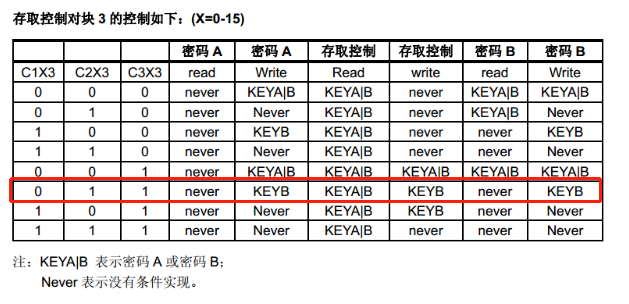 存取控制对块 3 的控制如下：(X=0-15)
密码 A 密码 A 存取控制 存取控制 密码 B 密码 B
C1X3 C2X3 C3X3 read Write Read write read Write
0 0 0 never KEYA|B KEYA|B never KEYA|B KEYA|B
0 1 0 never Never KEYA|B never KEYA|B Never
1 0 0 never KEYB KEYA|B never never KEYB
1 1 0 never Never KEYA|B never never Never
0 0 1 never KEYA|B KEYA|B KEYA|B KEYA|B KEYA|B
0 1 1 never KEYB KEYA|B KEYB never KEYB
1 0 1 never Never KEYA|B KEYB never Never
1 1 1 never Never KEYA|B never never Never
注：KEYA|B 表示密码 A 或密码 B；
Never 表示没有条件实现。